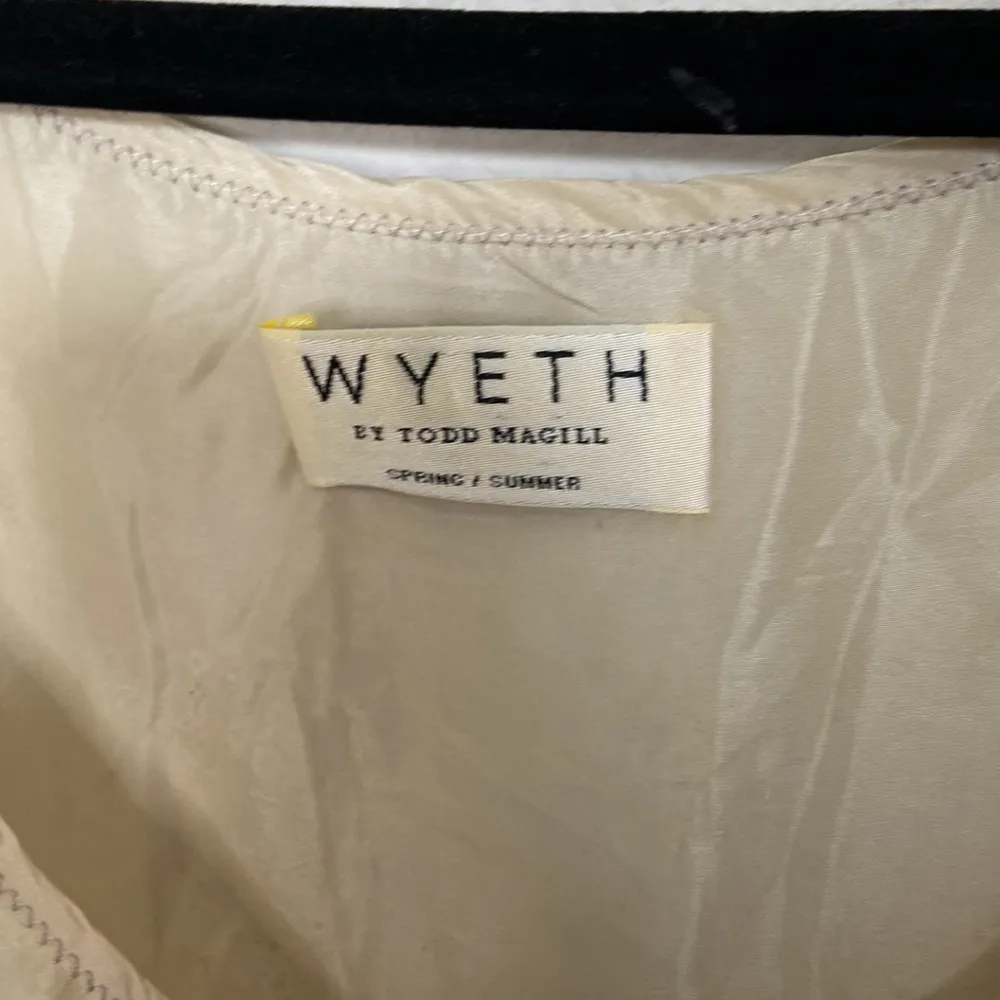 WYETH
BY TODD MAGILL
SPRING / SUMMER